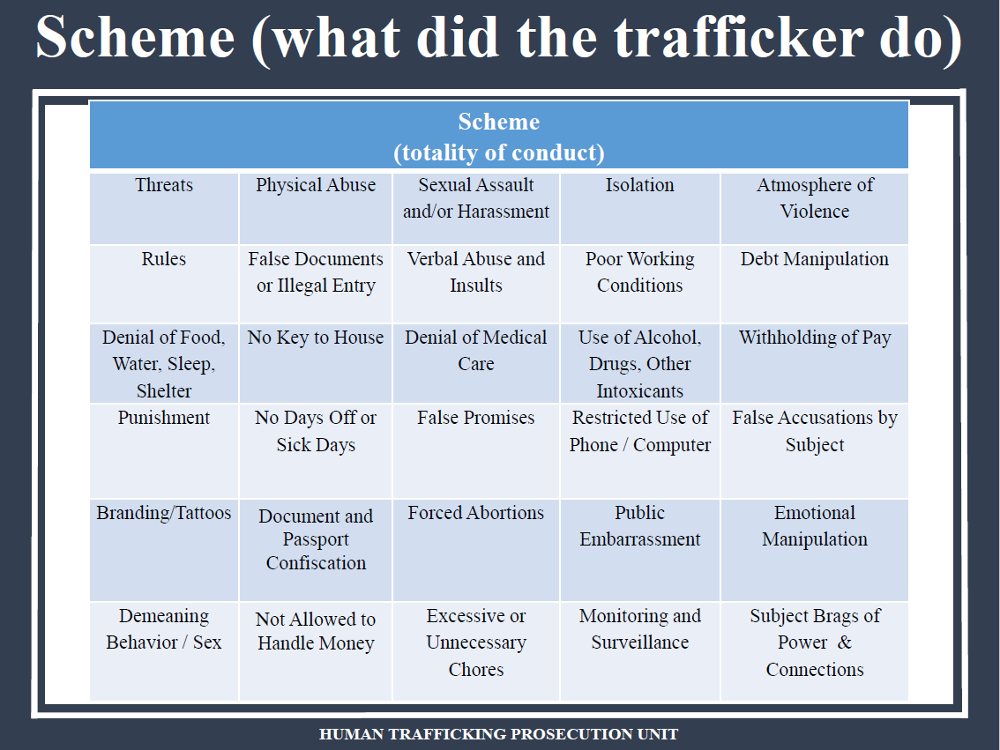 Scheme (what did the trafficker do)
Scheme
(totality of conduct)
Threats
Physical Abuse
Sexual Assault
and/or Harassment
Isolation
Atmosphere of
Violence
Rules
False Documents
or Illegal Entry
Verbal Abuse and
Insults
Poor Working
Conditions
Debt Manipulation
Denial of Food,
Water, Sleep,
Shelter
No Key to House
Denial of Medical
Care
Use of Alcohol,
Drugs, Other
Intoxicants
Withholding of Pay
Punishment
No Days Off or
Sick Days
False Promises
Restricted Use of
Phone / Computer
False Accusations by
Subject
Branding/Tattoos
Document and
Passport
Confiscation
Forced Abortions
Public
Embarrassment
Emotional
Manipulation
Demeaning
Behavior / Sex
Not Allowed to
Handle Money
Excessive or
Unnecessary
Chores
Monitoring and
Surveillance
Subject Brags of
Power &
Connections
HUMAN TRAFFICKING PROSECUTION UNIT